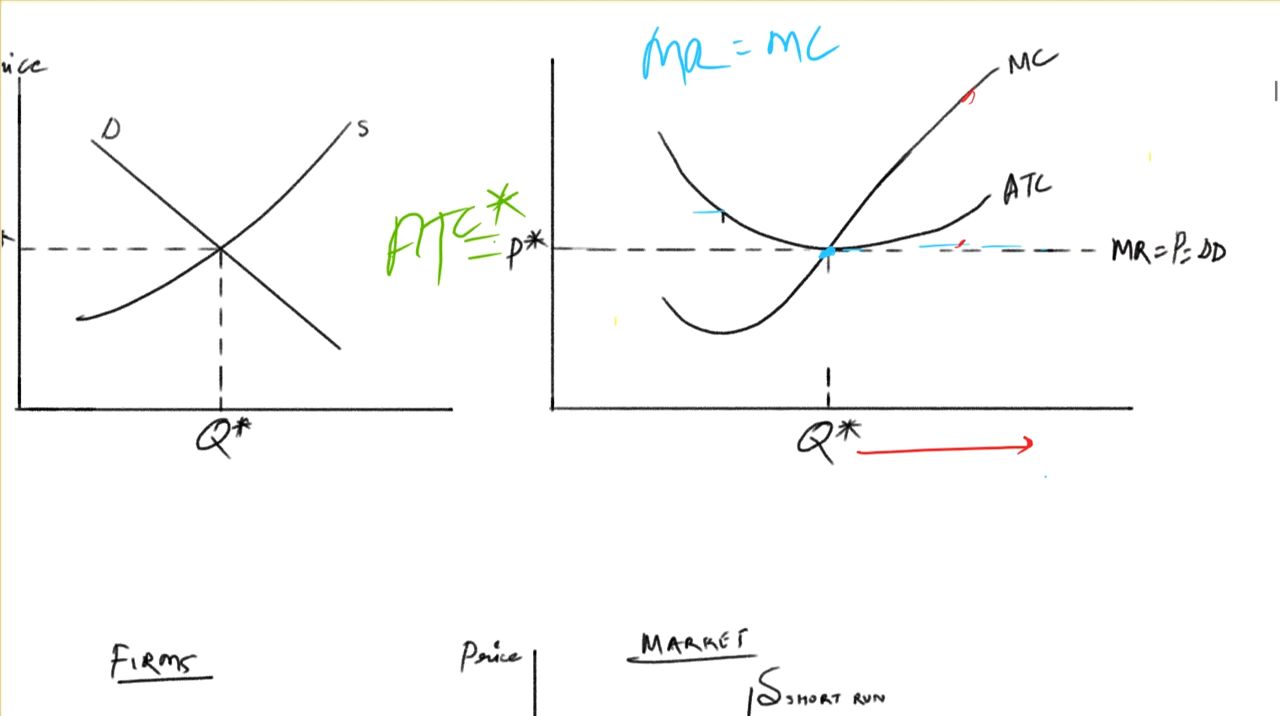 MR = MC
rice
MC
D
S
ATC
ATC* = P*
MR = P = DD
Q*
Q*
FIRMS
Price
MARKET
S SHORT RUN